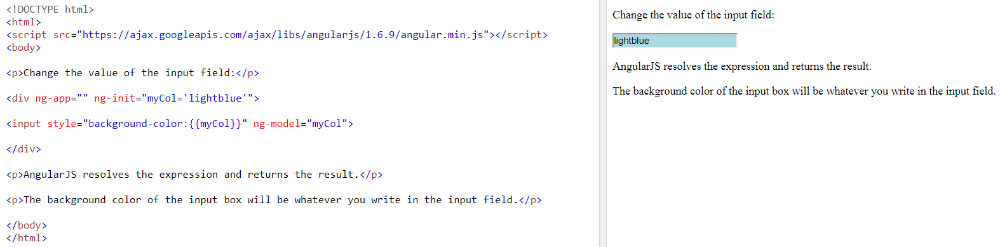 <!DOCTYPE html>
<html>
<script src="https://ajax.googleapis.com/ajax/libs/angularjs/1.6.9/angular.min.js"></script>
<body>
<p>Change the value of the input field:</p>
<div ng-app="" ng-init="myCol='lightblue'">
<input style="background-color:{{myCol}}" ng-model="myCol">
</div>
<p>AngularJS resolves the expression and returns the result.</p>
<p>The background color of the input box will be whatever you write in the input field.</p>
</body>
</html>
Change the value of the input field:
lightblue
AngularJS resolves the expression and returns the result.
The background color of the input box will be whatever you write in the input field.